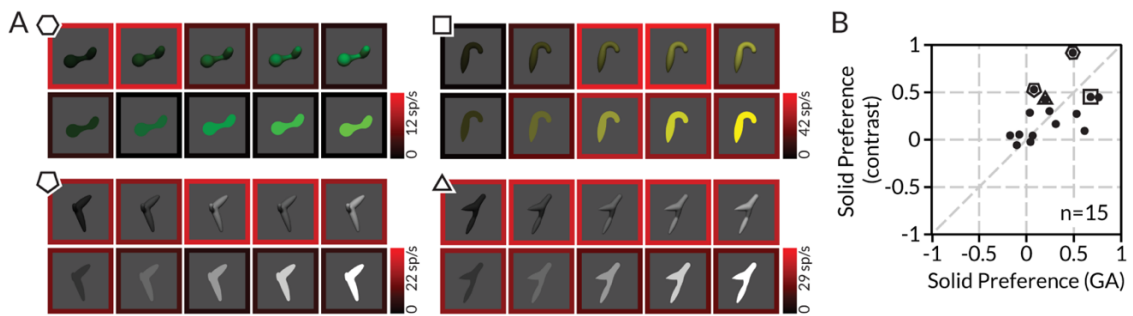 A
0 12 sp/s
0 42 sp/s
0 22 sp/s
0 29 sp/s
B
Solid Preference
(contrast)
1
0.5
0
-0.5
-1
n=15
-1 -0.5 0 0.5 1
Solid Preference (GA)